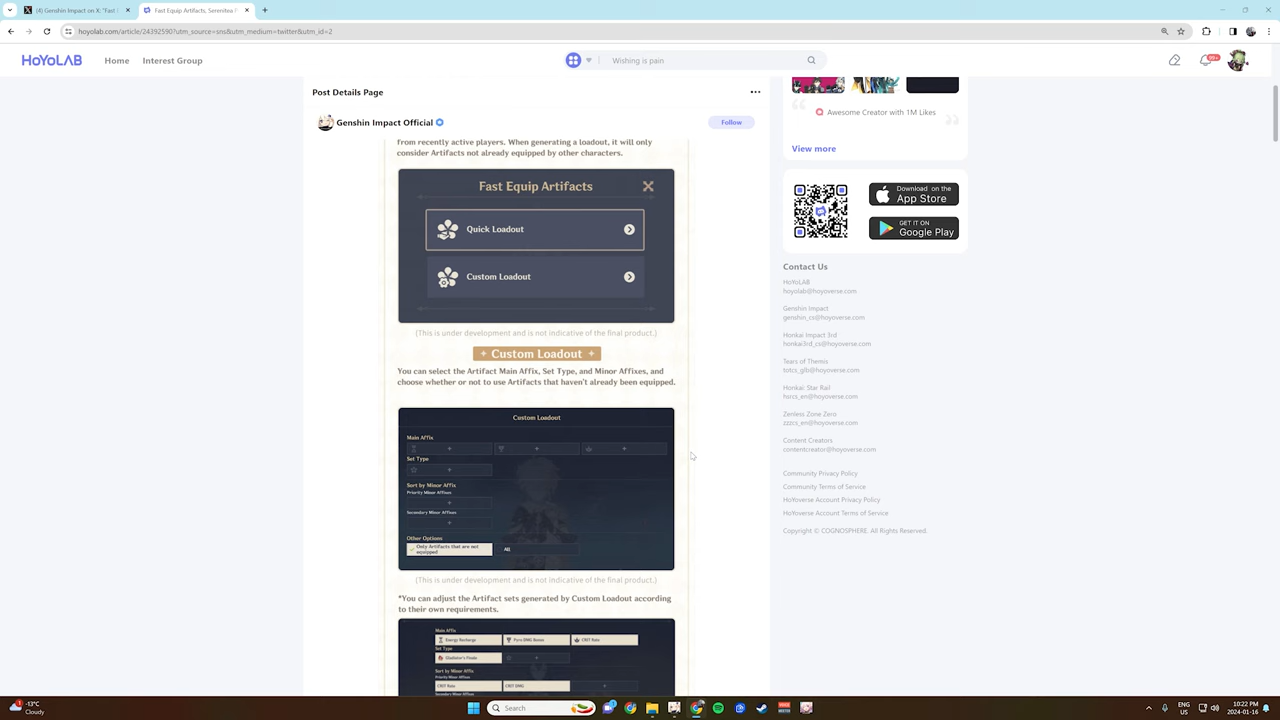 (4) Genshin Impact on X: "Fast
Fast Equip Artifacts, Serenitea
hoyolab.com/article/24392590?utm_source=sns&utm_medium=twitter&utm_id=2
HoYoLAB
Home
Interest Group
Wishing is pain
99+
Post Details Page
Genshin Impact Official
Follow
from recently active players. When generating a loadout, it will only
consider Artifacts not already equipped by other characters.
Fast Equip Artifacts
Quick Loadout
Custom Loadout
(This is under development and is not indicative of the final product.)
Custom Loadout
You can select the Artifact Main Affix, Set Type, and Minor Affixes, and
choose whether or not to use Artifacts that haven't already been equipped.
Custom Loadout
Main Affix
Set Type
Sort by Minor Affix
Priority Minor Affixes
Secondary Minor Affixes
Other Options
Only Artifacts that are not
equipped
All
(This is under development and is not indicative of the final product.)
*You can adjust the Artifact sets generated by Custom Loadout according
to their own requirements.
Main Affix
Energy Recharge
Pyro DMG Bonus
CRIT Rate
Set Type
Gladiator's Finale
Sort by Minor Affix
Priority Minor Affixes
CRIT Rate
CRIT DMG
Secondary Minor Affixes
Awesome Creator with 1M Likes
View more
Download on the
App Store
GET IT ON
Google Play
Contact Us
HoYoLAB
hoyolab@hoyoverse.com
Genshin Impact
genshin_cs@hoyoverse.com
Honkai Impact 3rd
honkai3rd_cs@hoyoverse.com
Tears of Themis
totcs_glb@hoyoverse.com
Honkai: Star Rail
hsrcs_en@hoyoverse.com
Zenless Zone Zero
zzzcs_en@hoyoverse.com
Content Creators
contentcreator@hoyoverse.com
Community Privacy Policy
Community Terms of Service
HoYoverse Account Privacy Policy
HoYoverse Account Terms of Service
Copyright © COGNOSPHERE. All Rights Reserved.
-13°C
Cloudy
Search
ENG
US
10:22 PM
2024-01-16